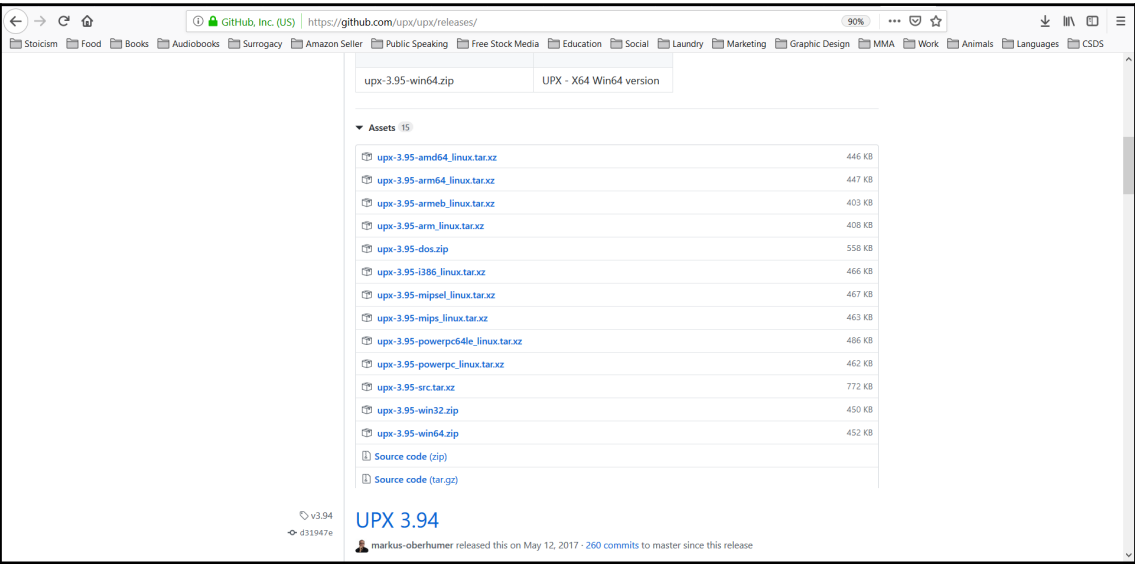 GitHub, Inc. (US) https://github.com/upx/upx/releases/ 90%
Stoicism Food Books Audiobooks Surrogacy Amazon Seller Public Speaking Free Stock Media Education Social Laundry Marketing Graphic Design MMA Work Animals Languages CSDS
upx-3.95-win64.zip UPX - X64 Win64 version
Assets 15
upx-3.95-amd64_linux.tar.xz 446 KB
upx-3.95-arm64_linux.tar.xz 447 KB
upx-3.95-armeb_linux.tar.xz 403 KB
upx-3.95-arm_linux.tar.xz 408 KB
upx-3.95-dos.zip 558 KB
upx-3.95-i386_linux.tar.xz 466 KB
upx-3.95-mipsel_linux.tar.xz 467 KB
upx-3.95-mips_linux.tar.xz 463 KB
upx-3.95-powerpc64le_linux.tar.xz 486 KB
upx-3.95-powerpc_linux.tar.xz 462 KB
upx-3.95-src.tar.xz 772 KB
upx-3.95-win32.zip 450 KB
upx-3.95-win64.zip 452 KB
Source code (zip)
Source code (tar.gz)
v3.94 UPX 3.94
d31947e markus-oberhumer released this on May 12, 2017 · 260 commits to master since this release